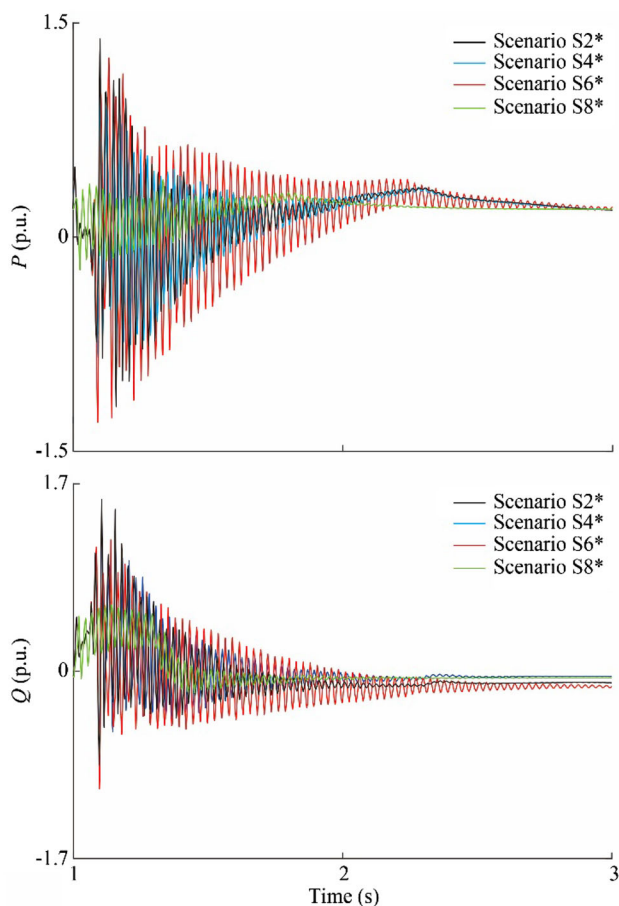 1.5
Scenario S2*
Scenario S4*
Scenario S6*
Scenario S8*
P (p.u.)
0
-1.5
1.7
Scenario S2*
Scenario S4*
Scenario S6*
Scenario S8*
Q (p.u.)
0
-1.7
1 2 3
Time (s)